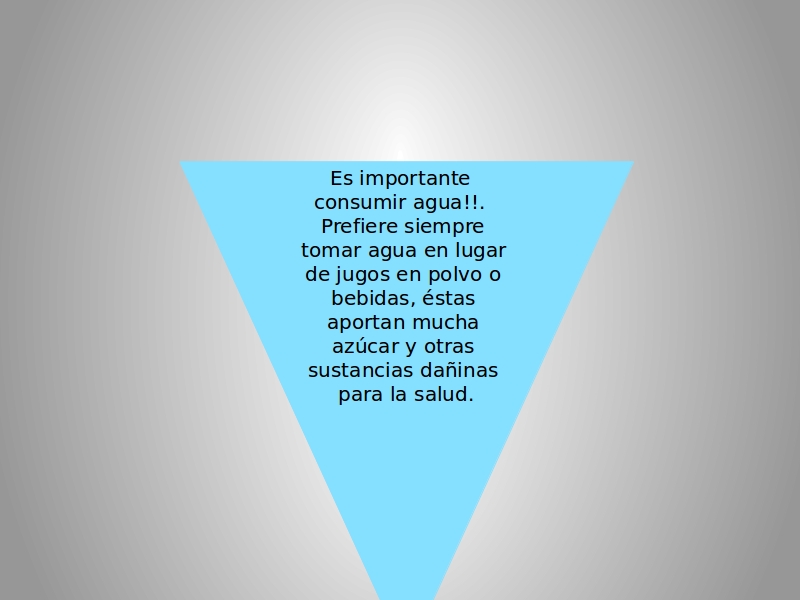 Es importante
consumir agua!!.
Prefiere siempre
tomar agua en lugar
de jugos en polvo o
bebidas, éstas
aportan mucha
azúcar y otras
sustancias dañinas
para la salud.